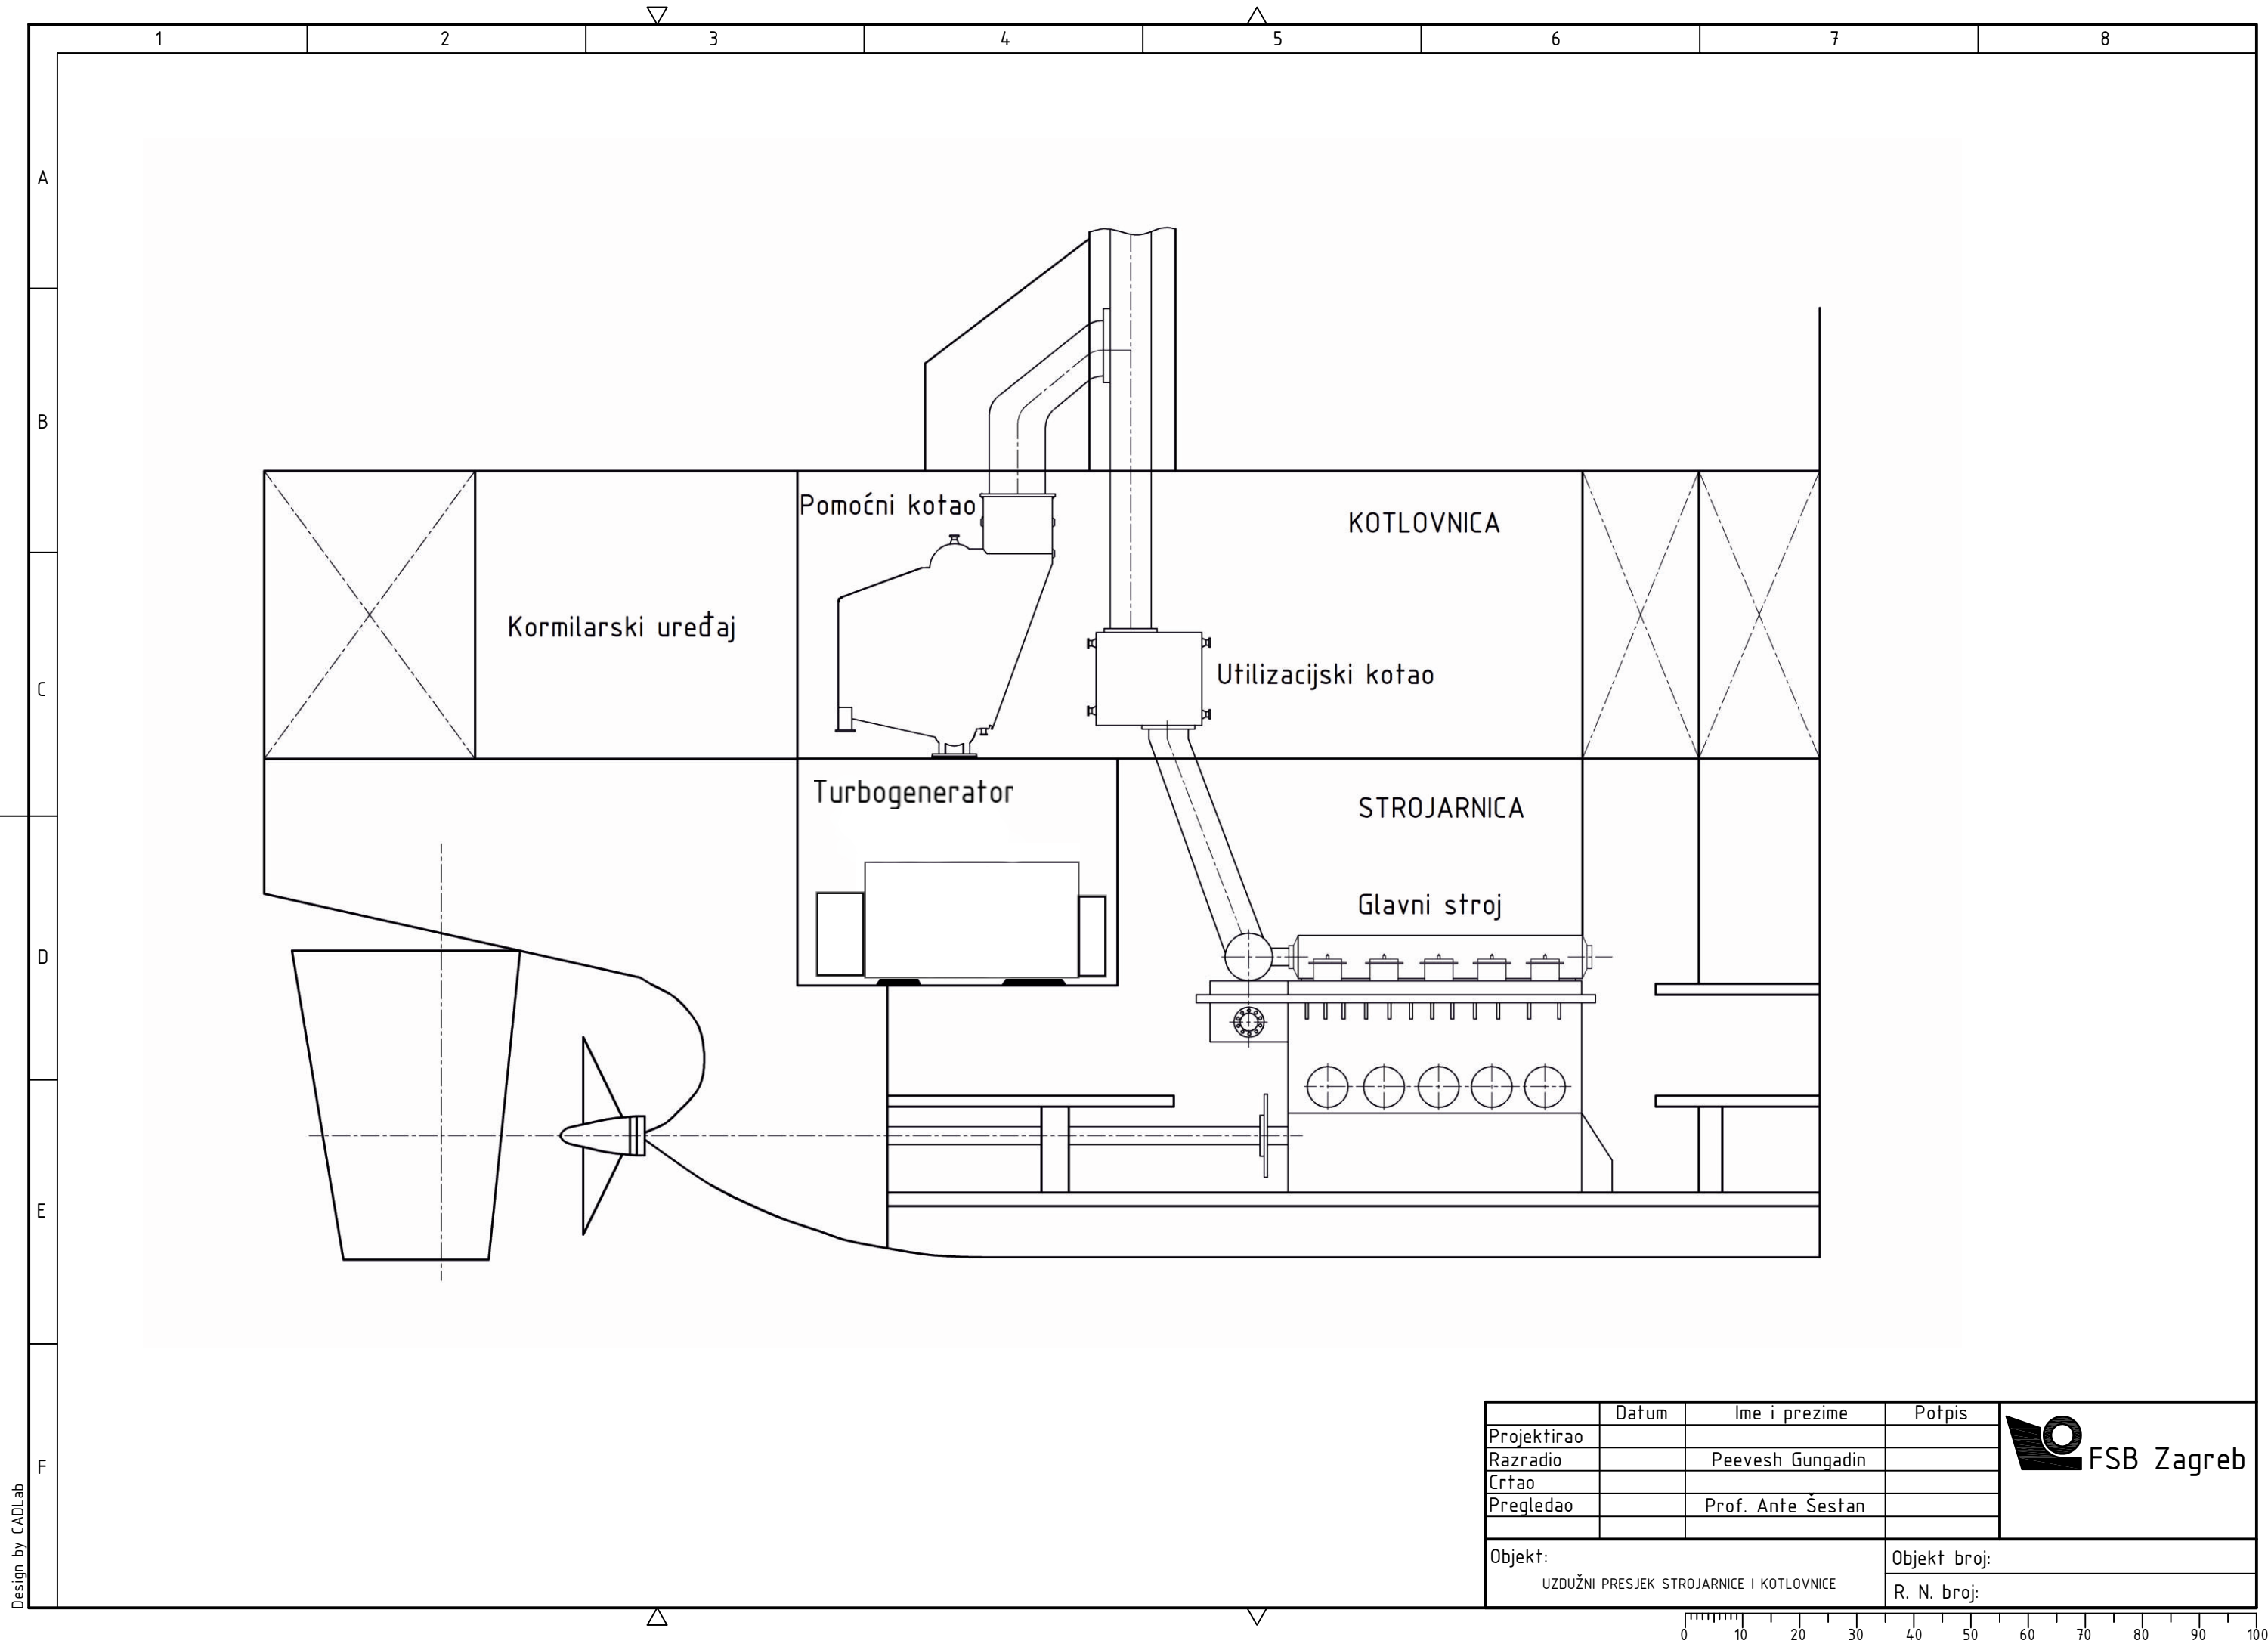 1 2 3 4 5 6 7 8
A
B
Pomoćni kotao
KOTLOVNICA
Kormilarski uređaj
Utilizacijski kotao
C
Turbogenerator
STROJARNICA
Glavni stroj
D
E
F
Design by CADLab
Datum Ime i prezime Potpis
Projektirao
Razradio Peevesh Gungadin
Crtao
Pregledao Prof. Ante Šestan
FSB Zagreb
Objekt:
UZDUŽNI PRESJEK STROJARNICE I KOTLOVNICE
Objekt broj:
R. N. broj:
0 10 20 30 40 50 60 70 80 90 100